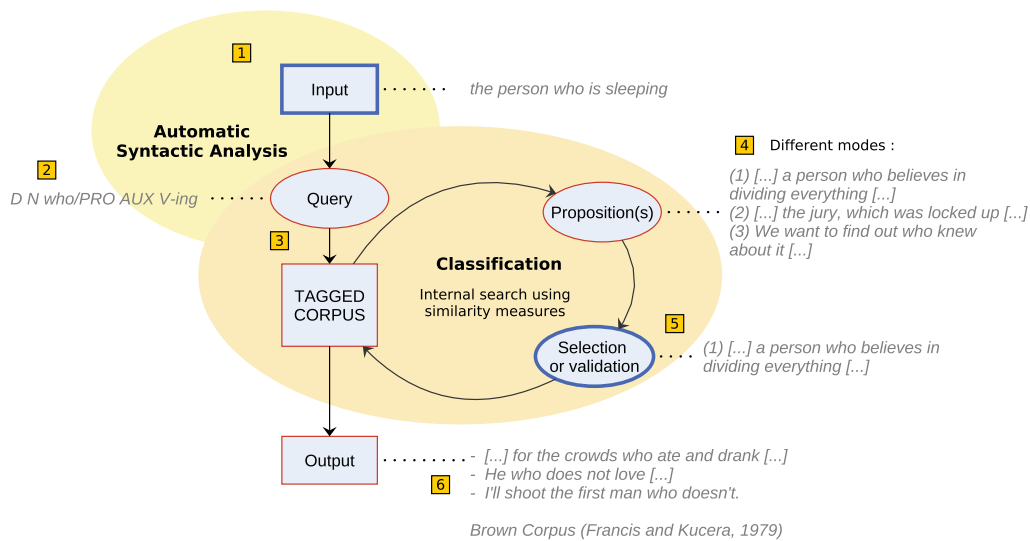 1
Input
the person who is sleeping
Automatic
Syntactic Analysis
2
D N who/PRO AUX V-ing
Query
3
TAGGED
CORPUS
Classification
Internal search using
similarity measures
Proposition(s)
4
Different modes :
(1) [...] a person who believes in
dividing everything [...]
(2) [...] the jury, which was locked up [...]
(3) We want to find out who knew
about it [...]
5
Selection
or validation
(1) [...] a person who believes in
dividing everything [...]
Output
6
- [...] for the crowds who ate and drank [...]
- He who does not love [...]
- I'll shoot the first man who doesn't.
Brown Corpus (Francis and Kucera, 1979)